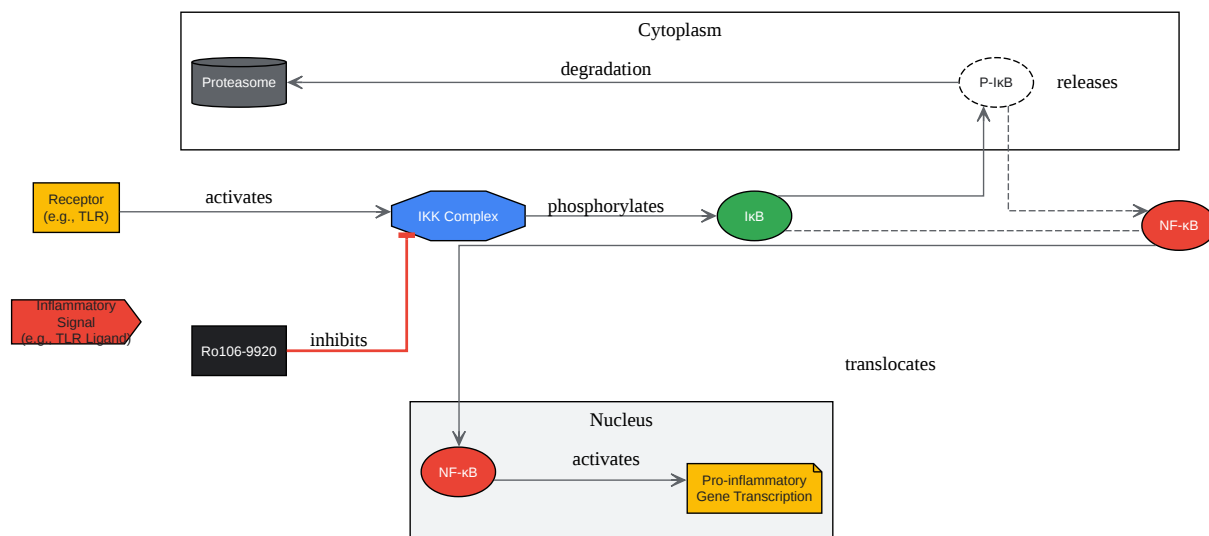 Cytoplasm
degradation
Proteasome
P-IκB
releases
Receptor
(e.g., TLR)
activates
IKK Complex
phosphorylates
IκB
NF-κB
Inflammatory
Signal
(e.g., TLR Ligand)
Ro106-9920
inhibits
translocates
Nucleus
NF-κB
activates
Pro-inflammatory
Gene Transcription